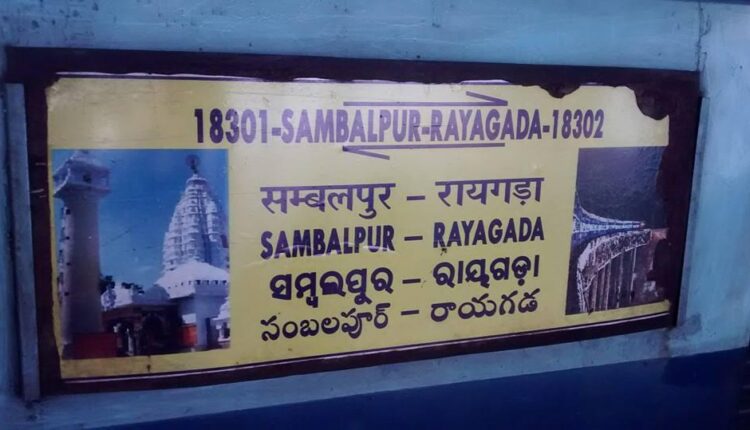 18301-SAMBALPUR-RAYAGADA-18302
सम्बलपुर – रायगड़ा
SAMBALPUR – RAYAGADA
ସମ୍ବଲପୁର – ରାୟଗଡ଼ା
సంబలపూర్ – రాయగడ